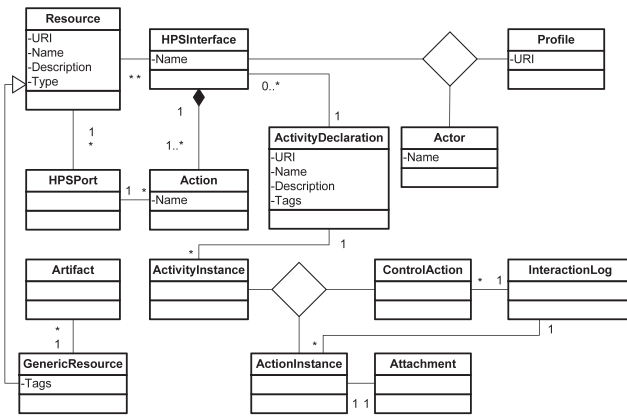 Resource
-URI
-Name
-Description
-Type
HPSInterface
-Name
Profile
-URI
* *
0..*
1
1
1..*
1
*
ActivityDeclaration
-URI
-Name
-Description
-Tags
Actor
-Name
HPSPort
1 *
Action
-Name
1
*
ActivityInstance
ControlAction
* 1
InteractionLog
Artifact
*
1
1
*
GenericResource
-Tags
ActionInstance
Attachment
1 1